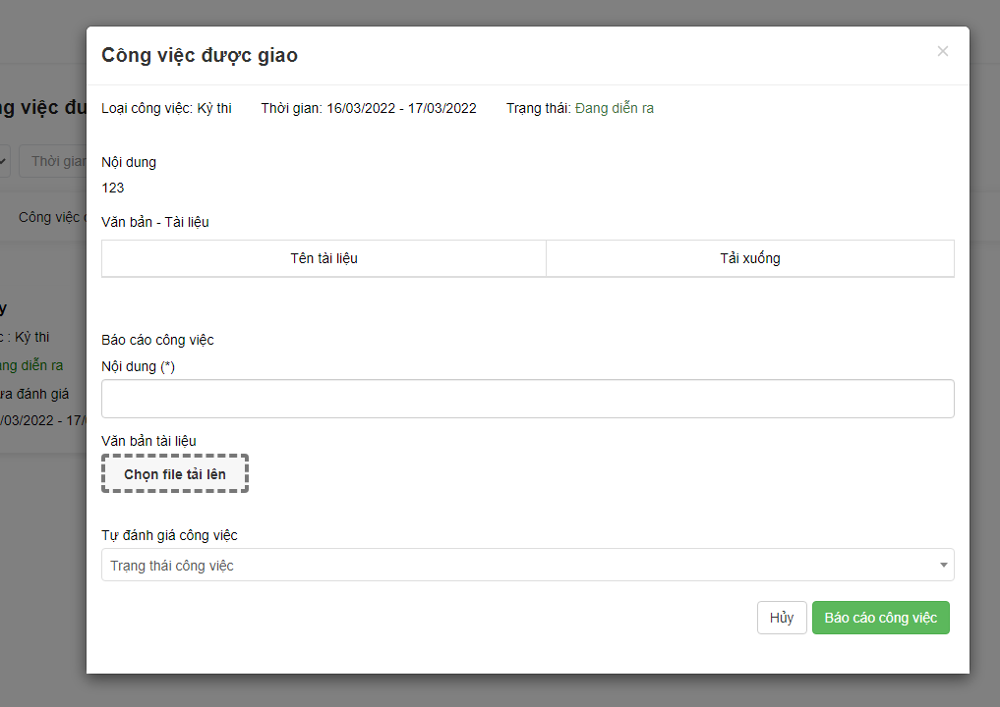 Công việc được giao
×
Loại công việc: Kỷ thi Thời gian: 16/03/2022 - 17/03/2022 Trạng thái: Đang diễn ra
Nội dung
123
Văn bản - Tài liệu
Tên tài liệu Tải xuống
Báo cáo công việc
Nội dung (*)
Văn bản tài liệu
Chọn file tải lên
Tự đánh giá công việc
Trạng thái công việc
Hủy Báo cáo công việc
ng việc đu
Thời gian
Công việc
y
c : Kỷ thi
ang diễn ra
ưa đánh giá
/03/2022 - 17/